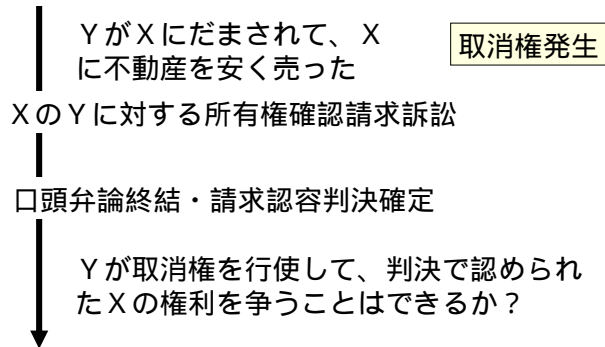 YがXにだまされて、X
に不動産を安く売った
取消権発生
XのYに対する所有権確認請求訴訟
口頭弁論終結・請求認容判決確定
Yが取消権を行使して、判決で認められ
たXの権利を争うことはできるか？